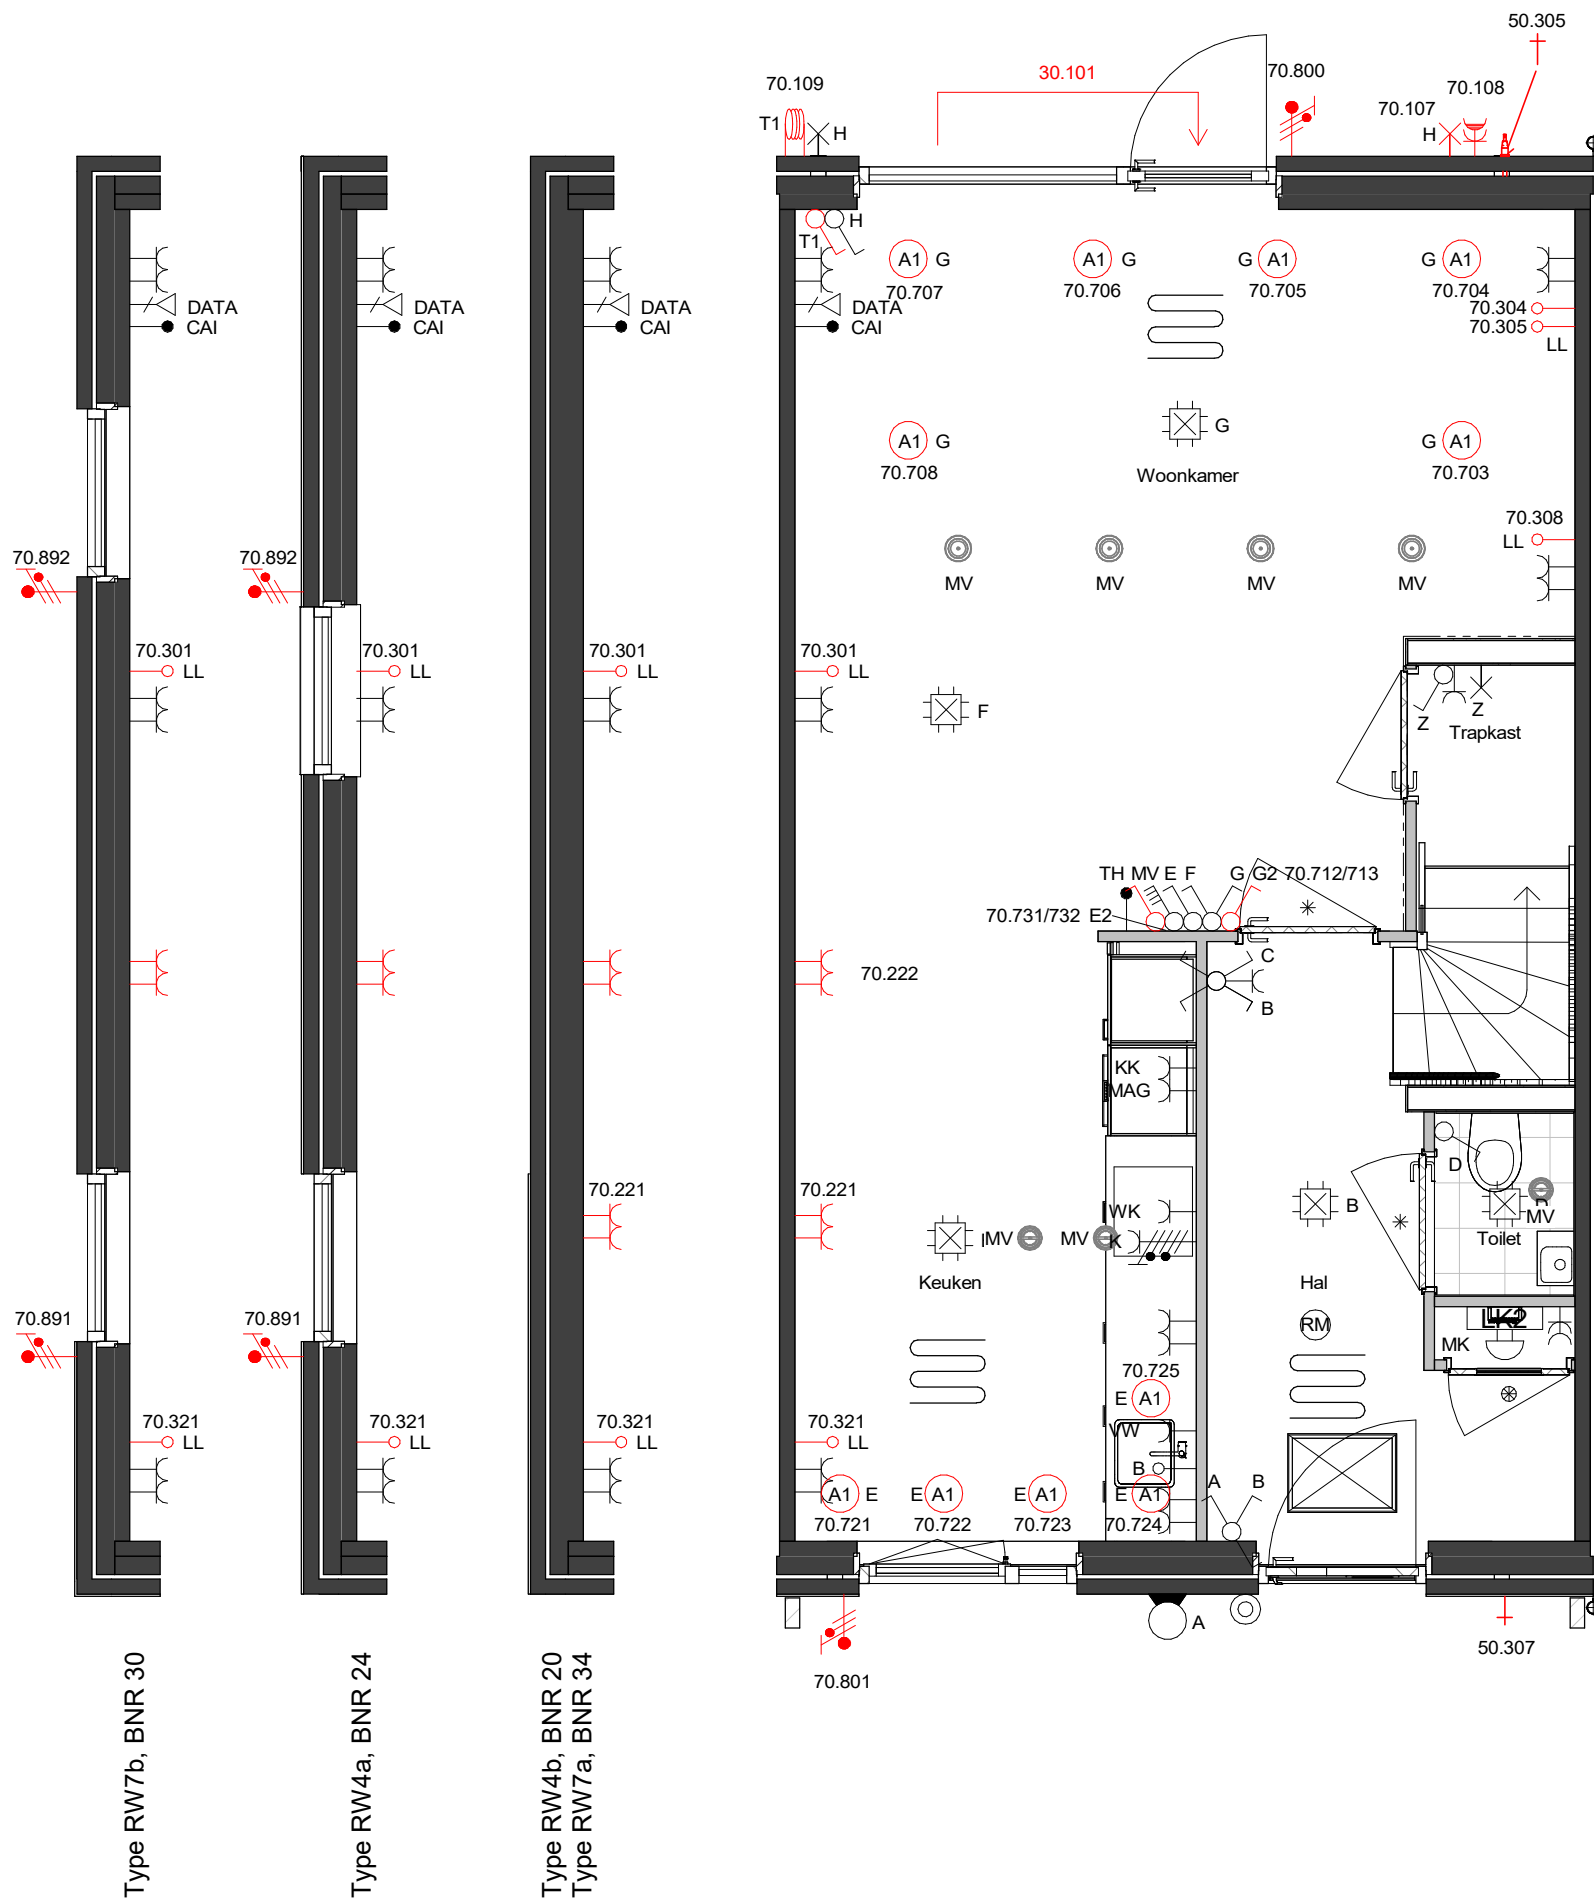 50.305
70.109
30.101
70.800
70.108
70.107
T1
H
H
H
T1
A1 G
A1 G
G A1
G A1
70.707
70.706
70.705
70.704
DATA
CAI
DATA
CAI
DATA
CAI
DATA
CAI
70.304
70.305
LL
G
A1 G
G A1
70.708
Woonkamer
70.703
70.308
LL
70.892
70.892
MV
MV
MV
MV
70.301
LL
70.301
LL
70.301
LL
70.301
LL
F
Z
Z
Trapkast
TH MV E F
G G2 70.712/713
70.731/732 E2
C
70.222
B
KK
MAG
70.221
70.221
WK
D
B
MV
MV
K
MV
Toilet
Keuken
Hal
70.891
70.891
RM
LK2
MK
70.725
E A1
70.321
LL
70.321
LL
70.321
LL
70.321
LL
VW
B
A1 E
E A1
E A1
E A1
A
B
70.721
70.722
70.723
70.724
A
50.307
70.801
Type RW7b, BNR 30
Type RW4a, BNR 24
Type RW4b, BNR 20
Type RW7a, BNR 34